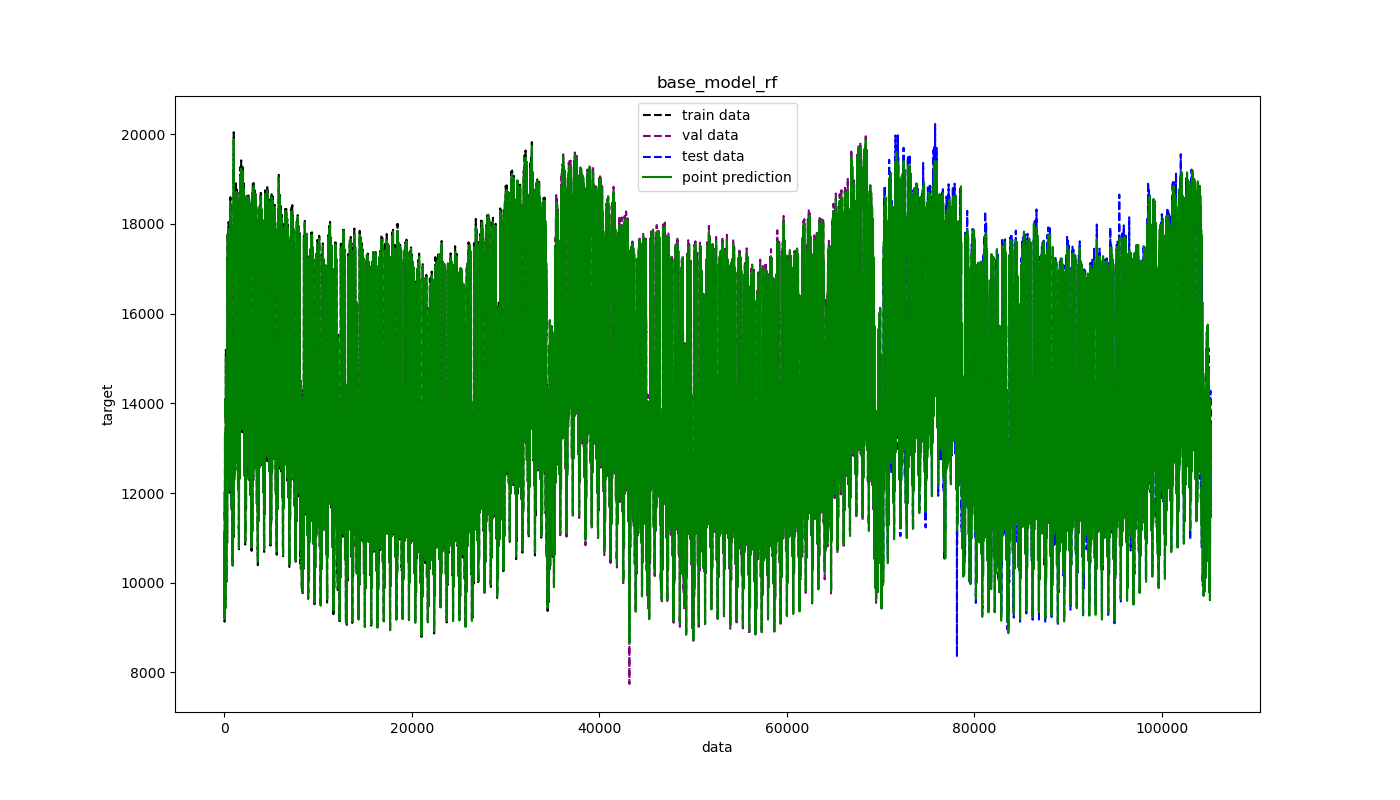 base_model_rf
train data
val data
test data
point prediction
20000
18000
16000
14000
12000
10000
8000
target
0
20000
40000
60000
80000
100000
data